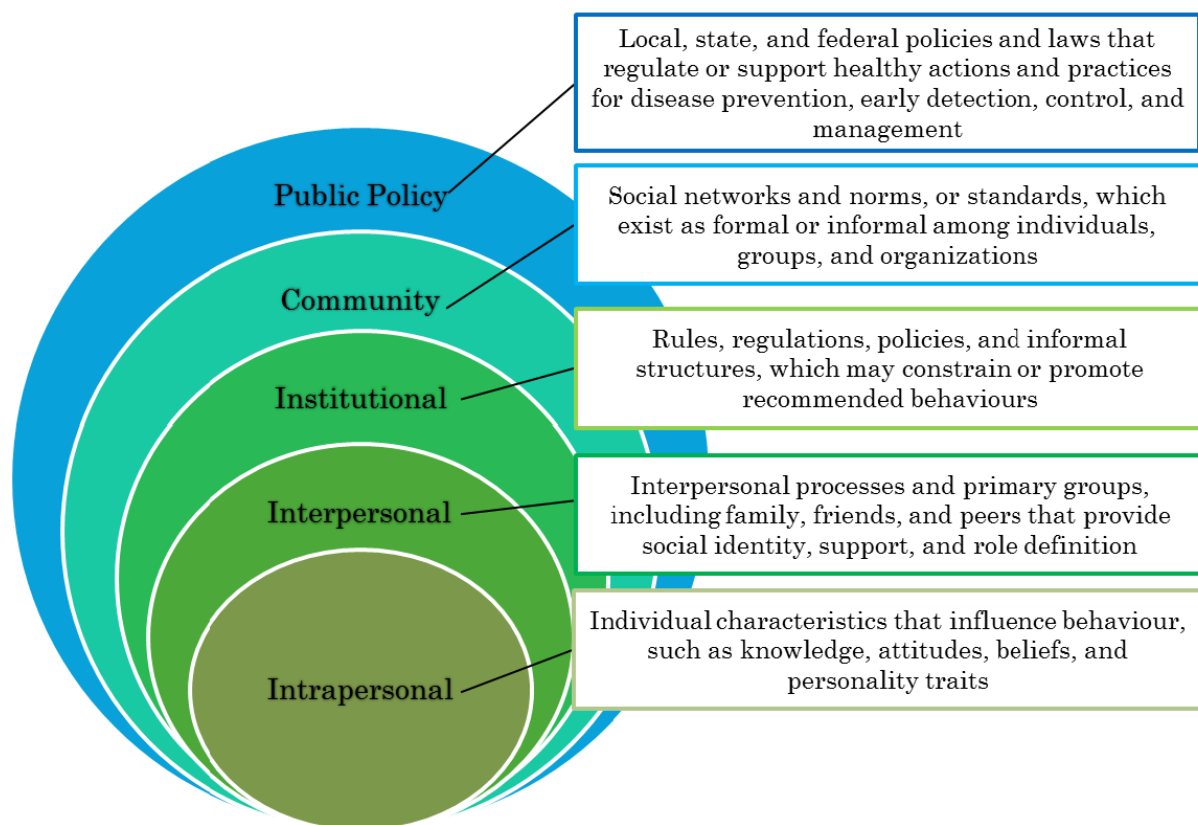 Local, state, and federal policies and laws that
regulate or support healthy actions and practices
for disease prevention, early detection, control, and
management
Public Policy
Social networks and norms, or standards, which
exist as formal or informal among individuals,
groups, and organizations
Community
Rules, regulations, policies, and informal
structures, which may constrain or promote
recommended behaviours
Institutional
Interpersonal processes and primary groups,
including family, friends, and peers that provide
social identity, support, and role definition
Interpersonal
Individual characteristics that influence behaviour,
such as knowledge, attitudes, beliefs, and
personality traits
Intrapersonal